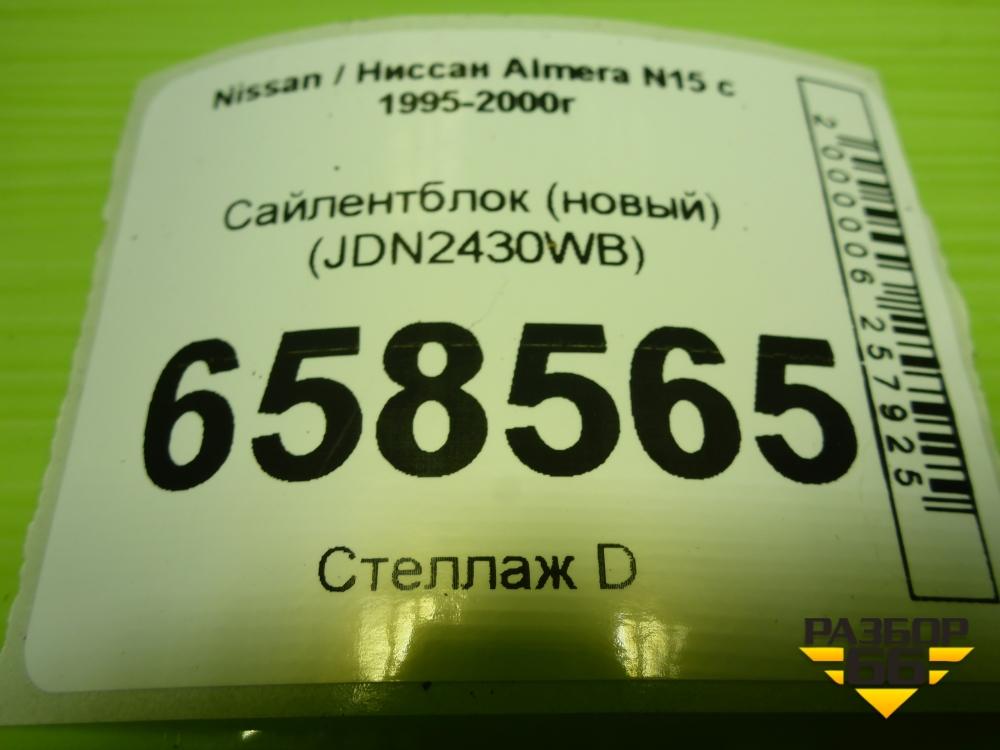 Nissan / Ниссан Almera N15 с
1995-2000г
Сайлентблок (новый)
(JDN2430WB)
658565
Стеллаж D
2000006257925
РАЗБОР
66